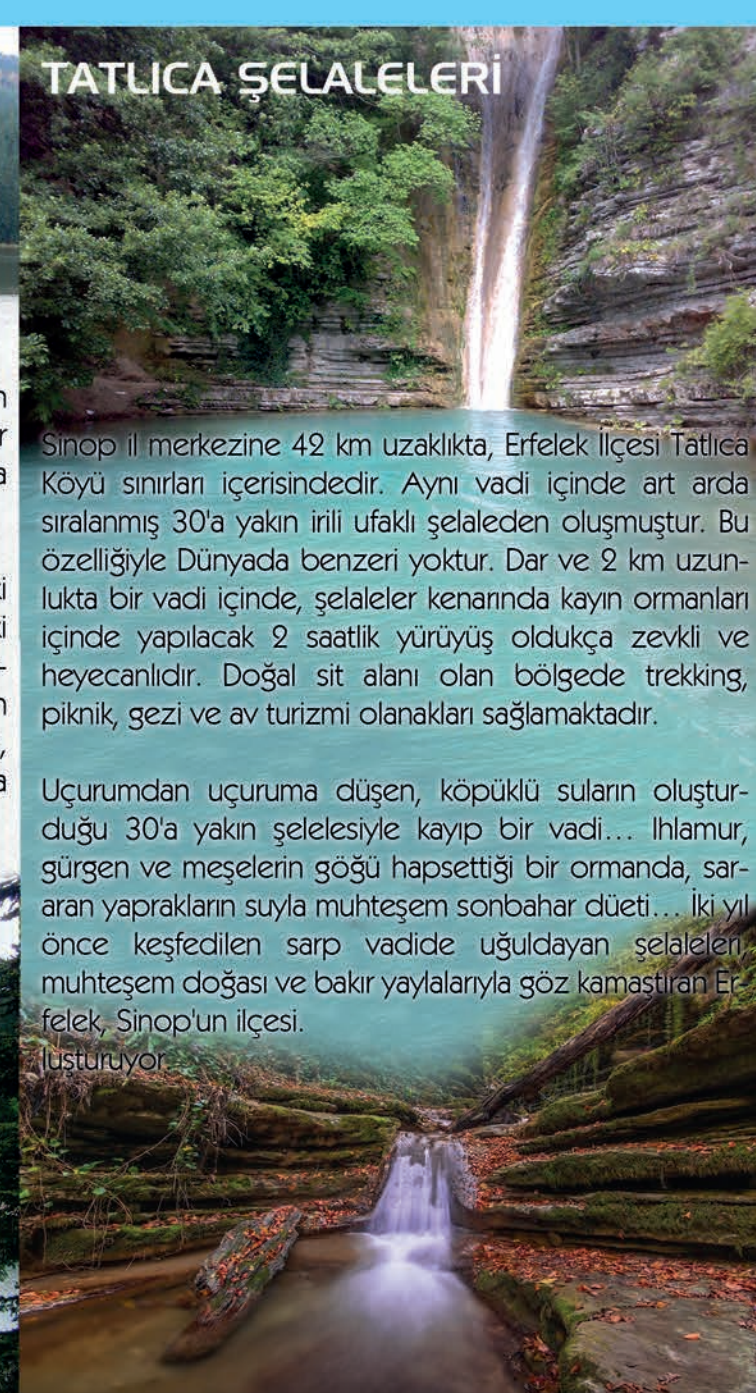 TATLICA ŞELALELERİ
Sinop il merkezine 42 km uzaklıkta, Erfelek İlçesi Tatlıca
Köyü sınırları içerisindedir. Aynı vadi içinde art arda
sıralanmış 30'a yakın irili ufaklı şelaleden oluşmuştur. Bu
özelliğiyle Dünyada benzeri yoktur. Dar ve 2 km uzun-
lukta bir vadi içinde, şelaleler kenarında kayın ormanları
içinde yapılacak 2 saatlik yürüyüş oldukça zevkli ve
heyecanlıdır. Doğal sit alanı olan bölgede trekking,
piknik, gezi ve av turizmi olanakları sağlamaktadır.
Uçurumdan uçuruma düşen, köpüklü suların oluştur-
duğu 30'a yakın şelelesiyle kayıp bir vadi... Ihlamur,
gürgen ve meşelerin göğü hapsettiği bir ormanda, sar-
aran yaprakların suyla muhteşem sonbahar düeti... İki yıl
önce keşfedilen sarp vadide uğuldayan şelaleleri,
muhteşem doğası ve bakır yaylalarıyla göz kamaştıran Er-
felek, Sinop'un ilçesi.
luşturuyor.